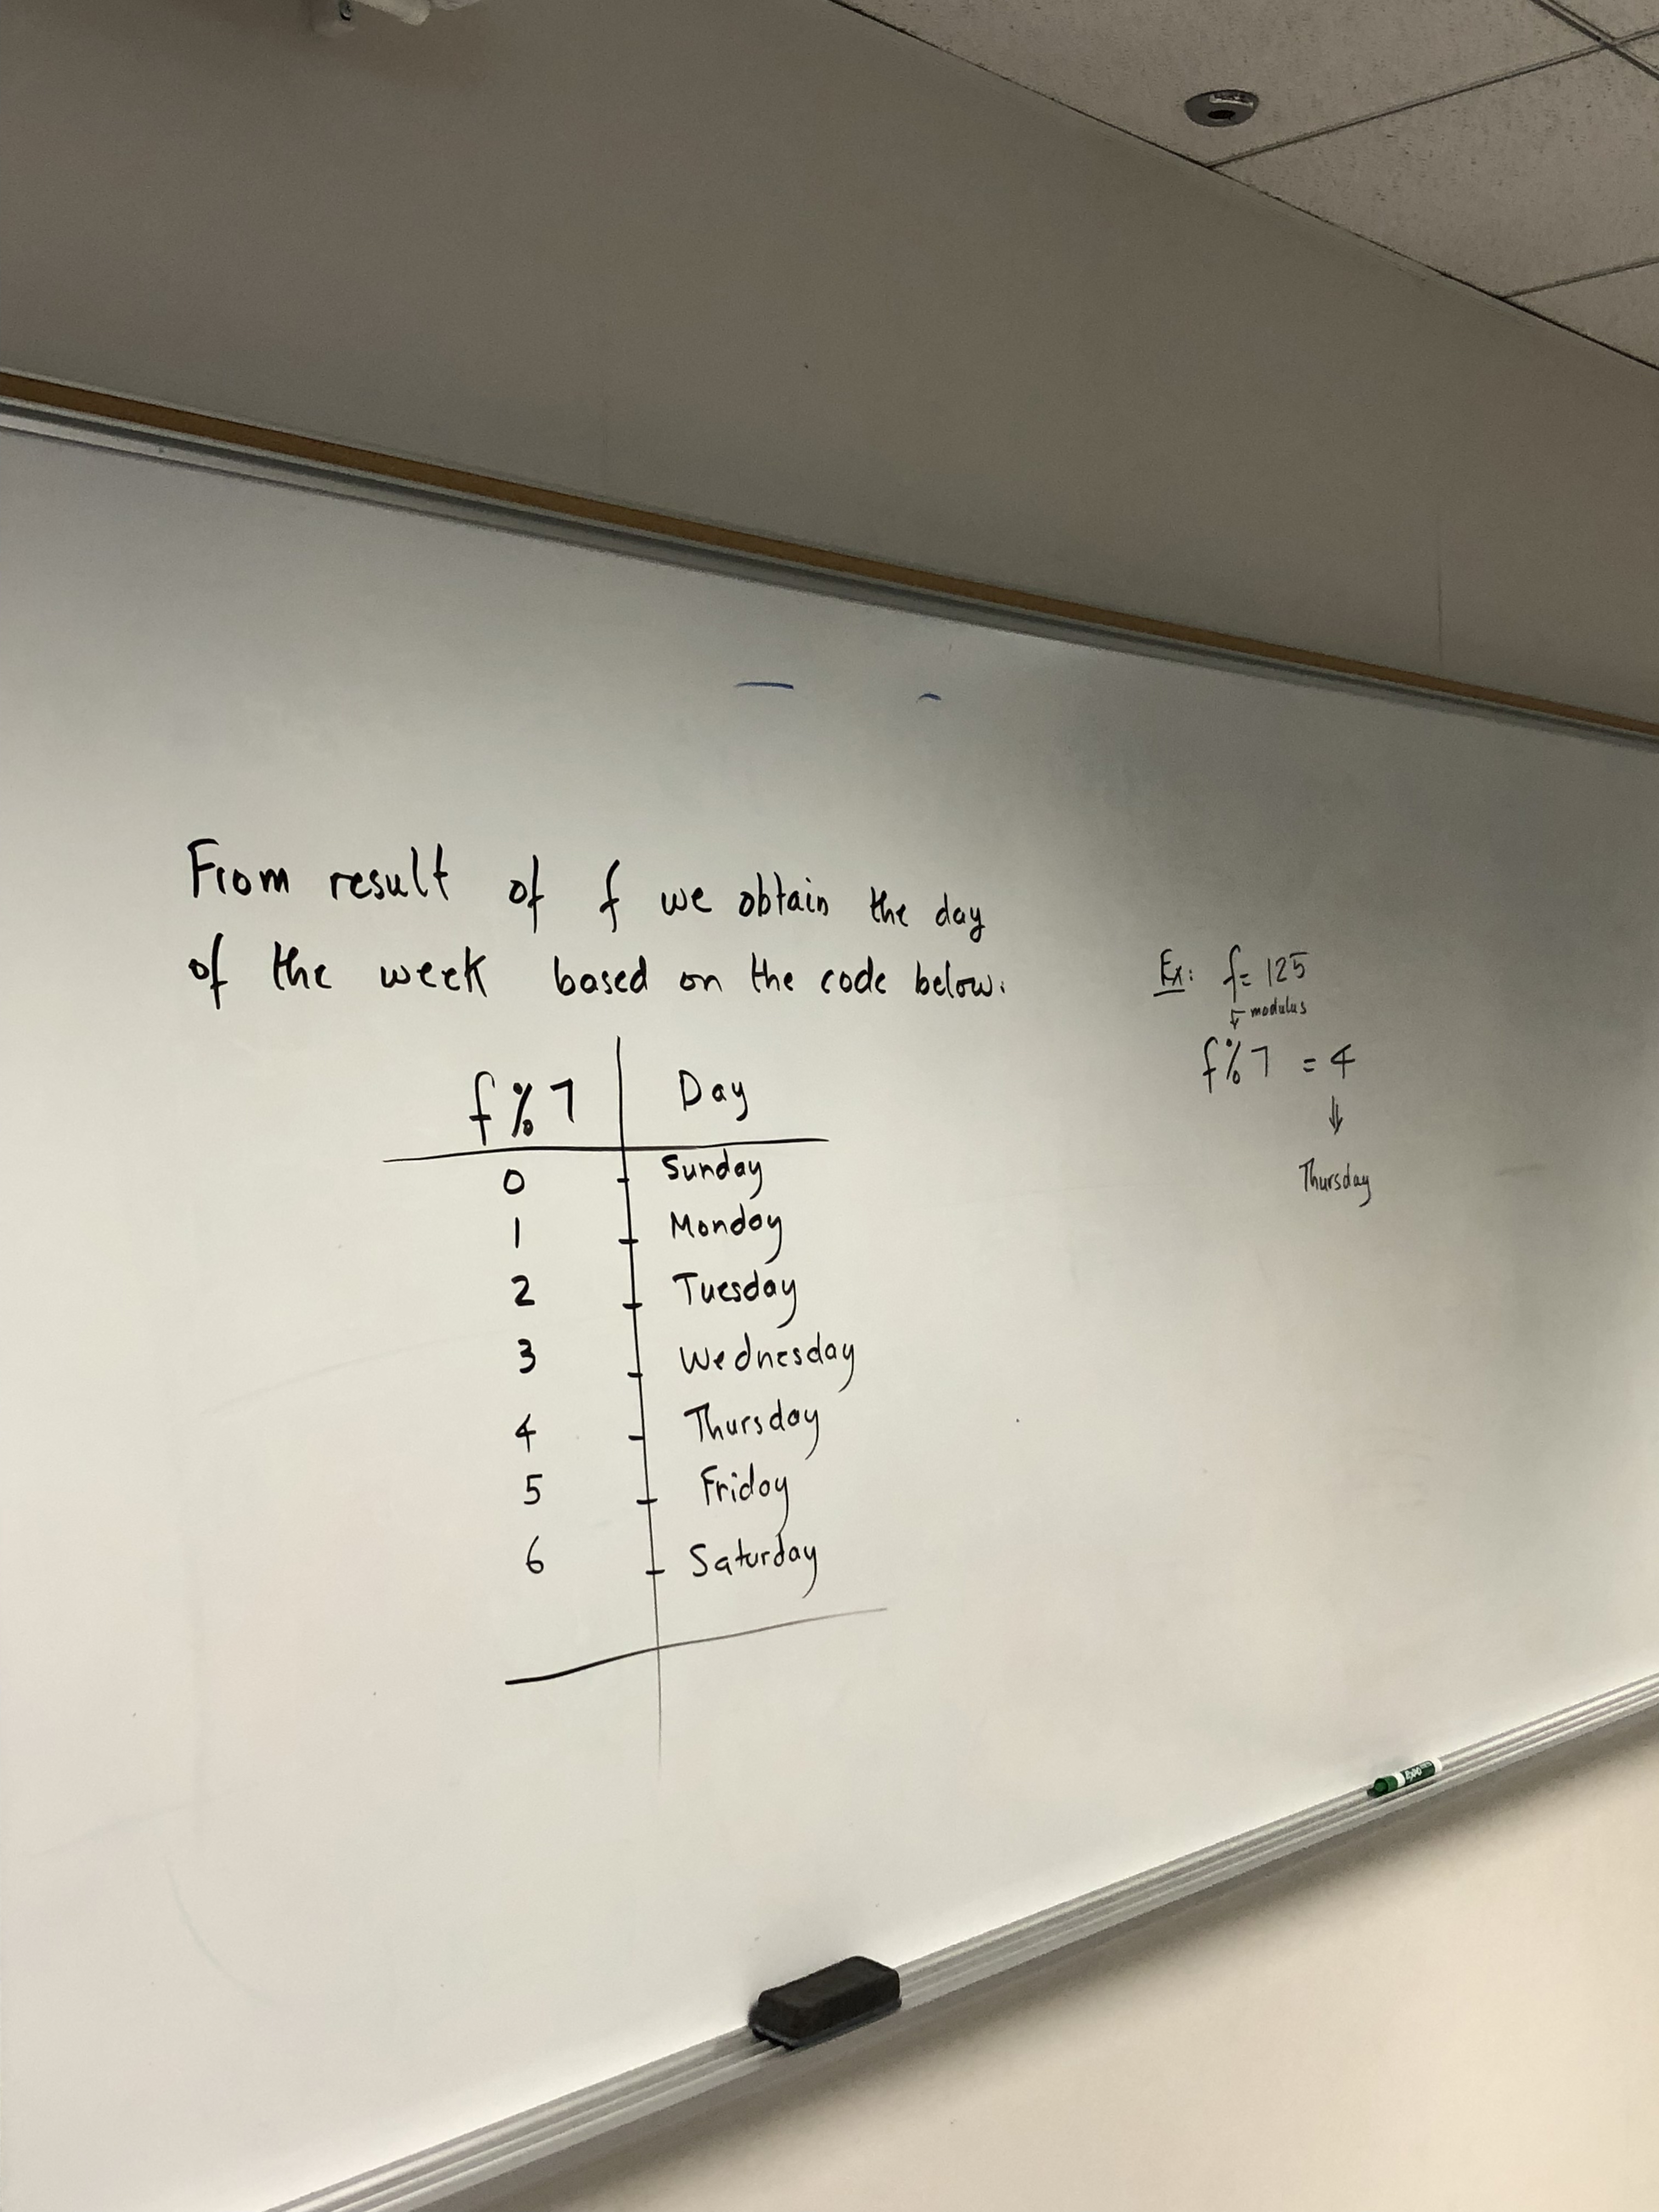 From result of f we obtain the day
of the week based on the code below:
f%7 Day
0 Sunday
1 Monday
2 Tuesday
3 Wednesday
4 Thursday
5 Friday
6 Saturday
Ex: f= 125
modulus
f%7 = 4
Thursday
EXPO